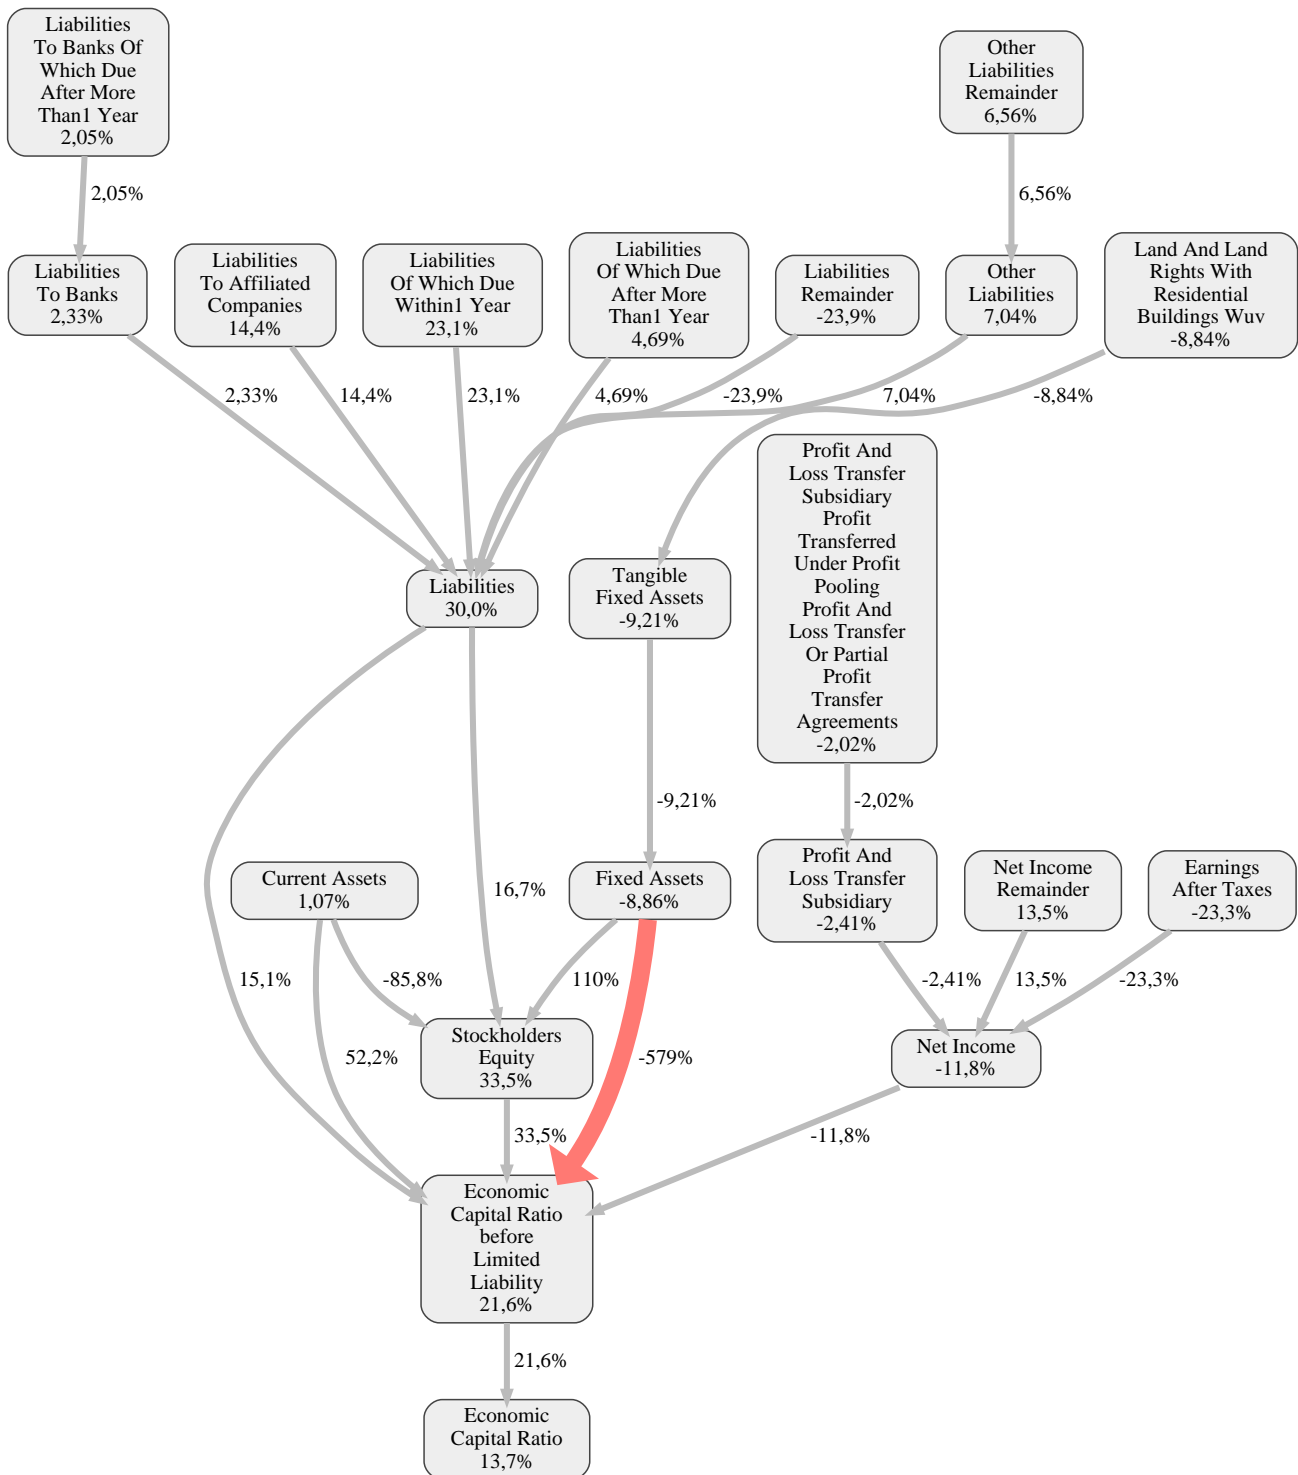 Liabilities
To Banks Of
Which Due
After More
Than1 Year
2,05%
Other
Liabilities
Remainder
6,56%
2,05%
6,56%
Liabilities
To Banks
2,33%
Liabilities
To Affiliated
Companies
14,4%
Liabilities
Of Which Due
Within1 Year
23,1%
Liabilities
Of Which Due
After More
Than1 Year
4,69%
Liabilities
Remainder
-23,9%
Other
Liabilities
7,04%
Land And Land
Rights With
Residential
Buildings Wuv
-8,84%
2,33%
14,4%
23,1%
4,69%
-23,9%
7,04%
-8,84%
Profit And
Loss Transfer
Subsidiary
Profit
Transferred
Under Profit
Pooling
Profit And
Loss Transfer
Or Partial
Profit
Transfer
Agreements
-2,02%
Liabilities
30,0%
Tangible
Fixed Assets
-9,21%
-9,21%
-2,02%
Current Assets
1,07%
16,7%
Fixed Assets
-8,86%
Profit And
Loss Transfer
Subsidiary
-2,41%
Net Income
Remainder
13,5%
Earnings
After Taxes
-23,3%
15,1%
-85,8%
110%
-2,41%
13,5%
-23,3%
52,2%
Stockholders
Equity
33,5%
-579%
Net Income
-11,8%
33,5%
-11,8%
Economic
Capital Ratio
before
Limited
Liability
21,6%
21,6%
Economic
Capital Ratio
13,7%